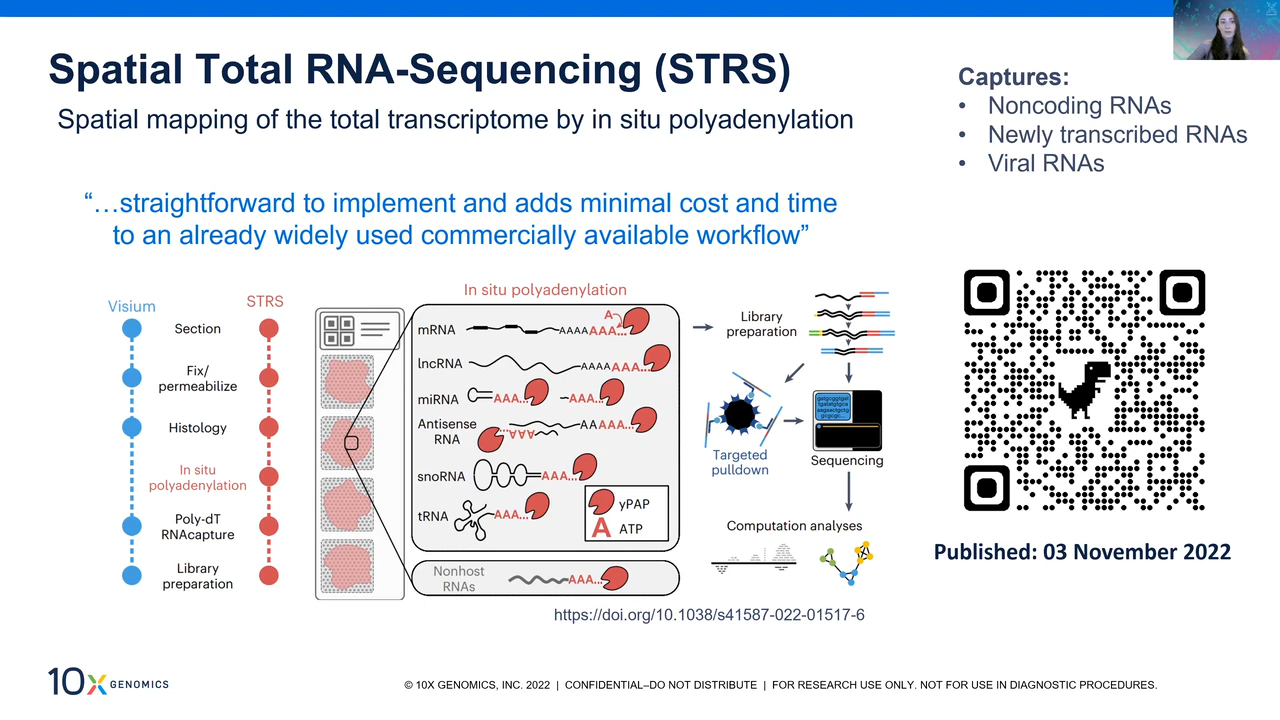 Spatial Total RNA-Sequencing (STRS)
Spatial mapping of the total transcriptome by in situ polyadenylation
Captures:
• Noncoding RNAs
• Newly transcribed RNAs
• Viral RNAs
“…straightforward to implement and adds minimal cost and time
to an already widely used commercially available workflow”
Visium
STRS
Section
Fix/
permeabilize
Histology
In situ
polyadenylation
Poly-dT
RNAcapture
Library
preparation
In situ polyadenylation
A
mRNA
AAAAAAA...
lncRNA
AAAAAAA...
miRNA
AAA...
AAA...
Antisense
RNA
AAAAA...
AAA...
snoRNA
AAA...
tRNA
AAA...
yPAP
A ATP
Nonhost
RNAs
AAA...
Library
preparation
Targeted
pulldown
Sequencing
Computation analyses
https://doi.org/10.1038/s41587-022-01517-6
Published: 03 November 2022
10x GENOMICS
© 10X GENOMICS, INC. 2022 | CONFIDENTIAL–DO NOT DISTRIBUTE | FOR RESEARCH USE ONLY. NOT FOR USE IN DIAGNOSTIC PROCEDURES.